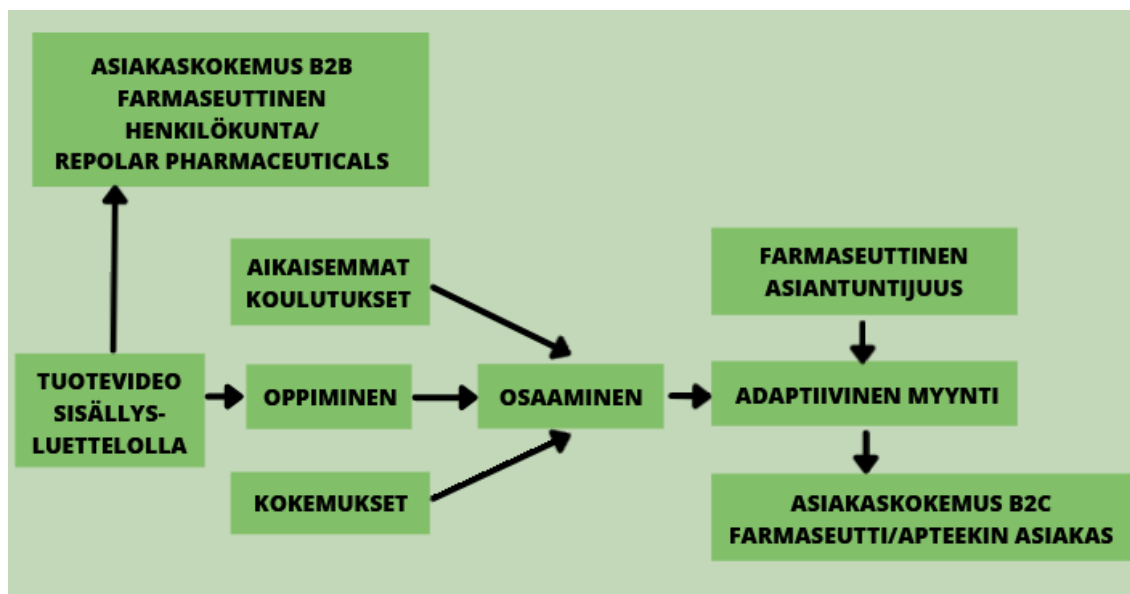 ASIAKASKOKEMUS B2B
FARMASEUTTINEN
HENKILÖKUNTA/
REPOLAR PHARMACEUTICALS
AIKAISEMMAT
KOULUTUKSET
FARMASEUTTINEN
ASIANTUNTIJUUS
TUOTEVIDEO
SISÄLLYS-
LUETTELOLLA
OPPIMINEN
OSAAMINEN
ADAPTIIVINEN MYYNTI
KOKEMUKSET
ASIAKASKOKEMUS B2C
FARMASEUTTI/APTEEKIN ASIAKAS